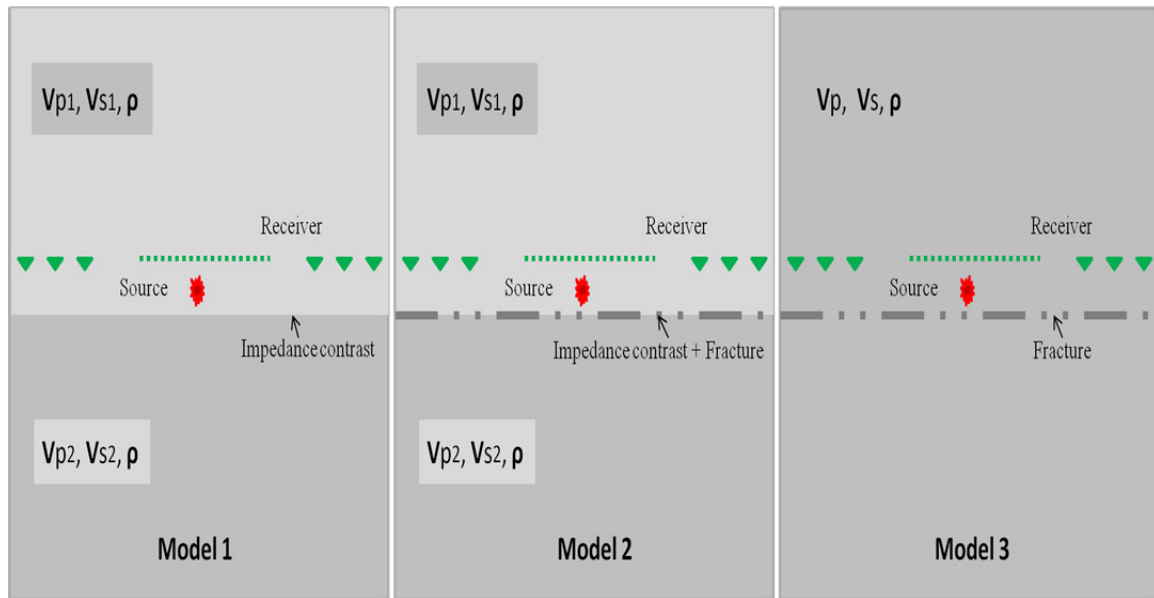 Vp1, Vs1, ρ
Receiver
Source
Impedance contrast
Vp2, Vs2, ρ
Model 1
Vp1, Vs1, ρ
Receiver
Source
Impedance contrast + Fracture
Vp2, Vs2, ρ
Model 2
Vp, Vs, ρ
Receiver
Source
Fracture
Model 3